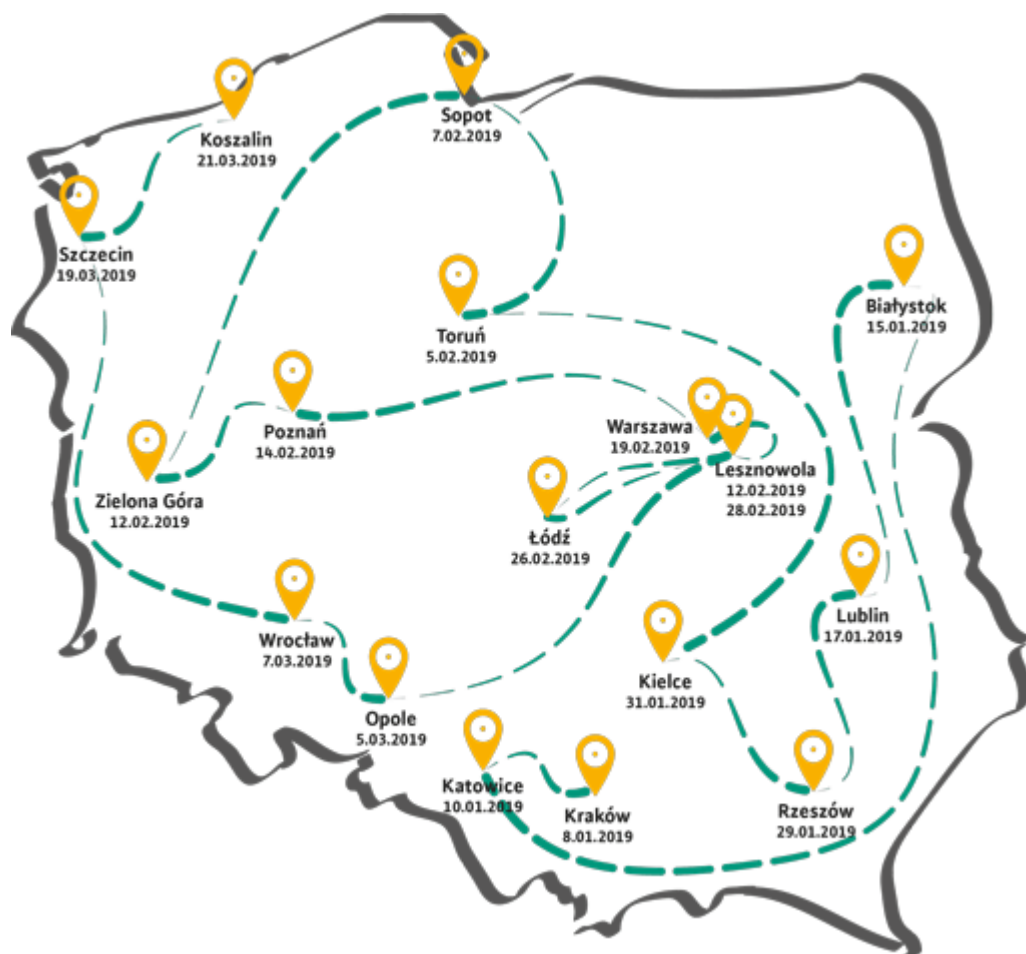 Sopot
7.02.2019
Koszalin
21.03.2019
Szczecin
19.03.2019
Białystok
15.01.2019
Toruń
5.02.2019
Poznań
14.02.2019
Warszawa
19.02.2019
Lesznowola
12.02.2019
28.02.2019
Zielona Góra
12.02.2019
Łódź
26.02.2019
Lublin
17.01.2019
Wrocław
7.03.2019
Kielce
31.01.2019
Opole
5.03.2019
Katowice
10.01.2019
Kraków
8.01.2019
Rzeszów
29.01.2019